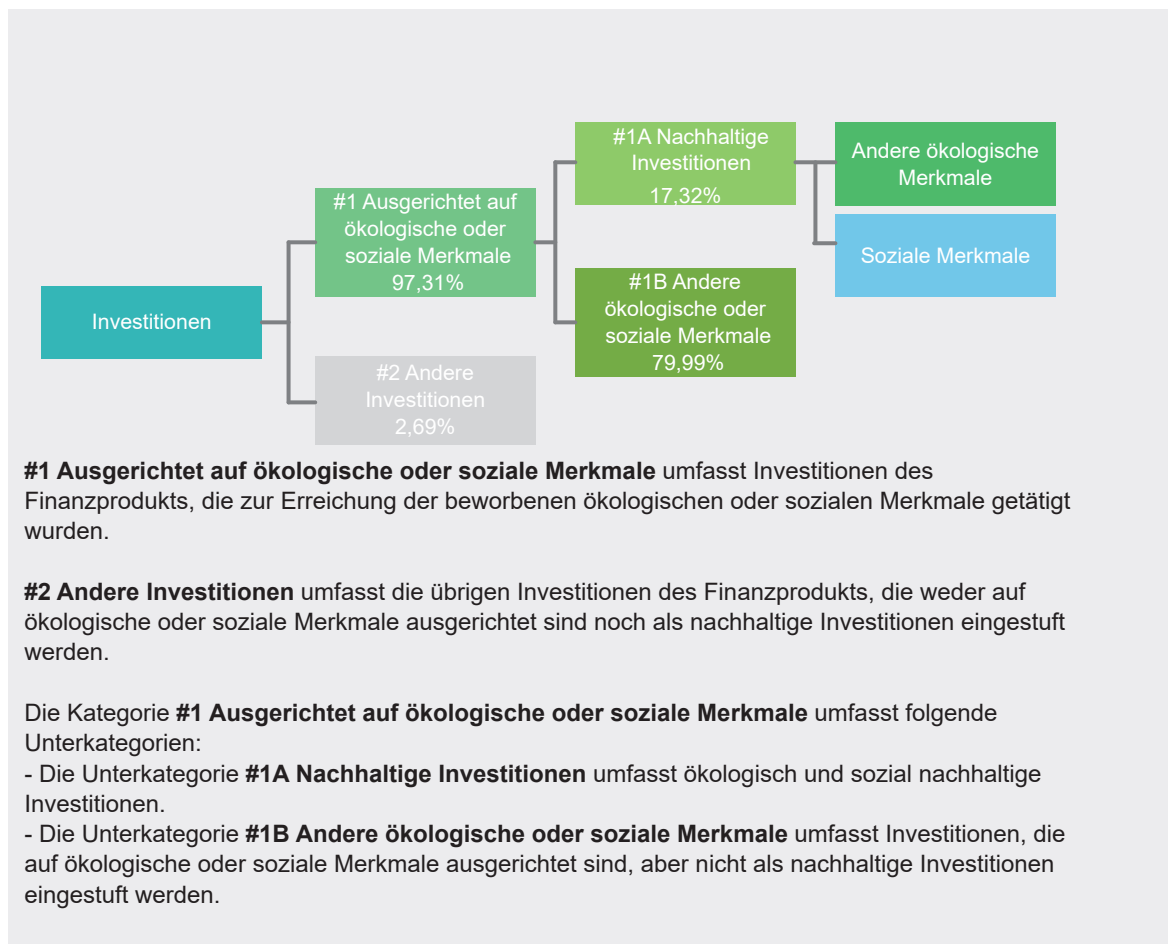 Investitionen
#1 Ausgerichtet auf
ökologische oder
soziale Merkmale
97,31%
#2 Andere
Investitionen
2,69%
#1A Nachhaltige
Investitionen
17,32%
#1B Andere
ökologische oder
soziale Merkmale
79,99%
Andere ökologische
Merkmale
Soziale Merkmale
#1 Ausgerichtet auf ökologische oder soziale Merkmale umfasst Investitionen des
Finanzprodukts, die zur Erreichung der beworbenen ökologischen oder sozialen Merkmale getätigt
wurden.
#2 Andere Investitionen umfasst die übrigen Investitionen des Finanzprodukts, die weder auf
ökologische oder soziale Merkmale ausgerichtet sind noch als nachhaltige Investitionen eingestuft
werden.
Die Kategorie #1 Ausgerichtet auf ökologische oder soziale Merkmale umfasst folgende
Unterkategorien:
- Die Unterkategorie #1A Nachhaltige Investitionen umfasst ökologisch und sozial nachhaltige
Investitionen.
- Die Unterkategorie #1B Andere ökologische oder soziale Merkmale umfasst Investitionen, die
auf ökologische oder soziale Merkmale ausgerichtet sind, aber nicht als nachhaltige Investitionen
eingestuft werden.